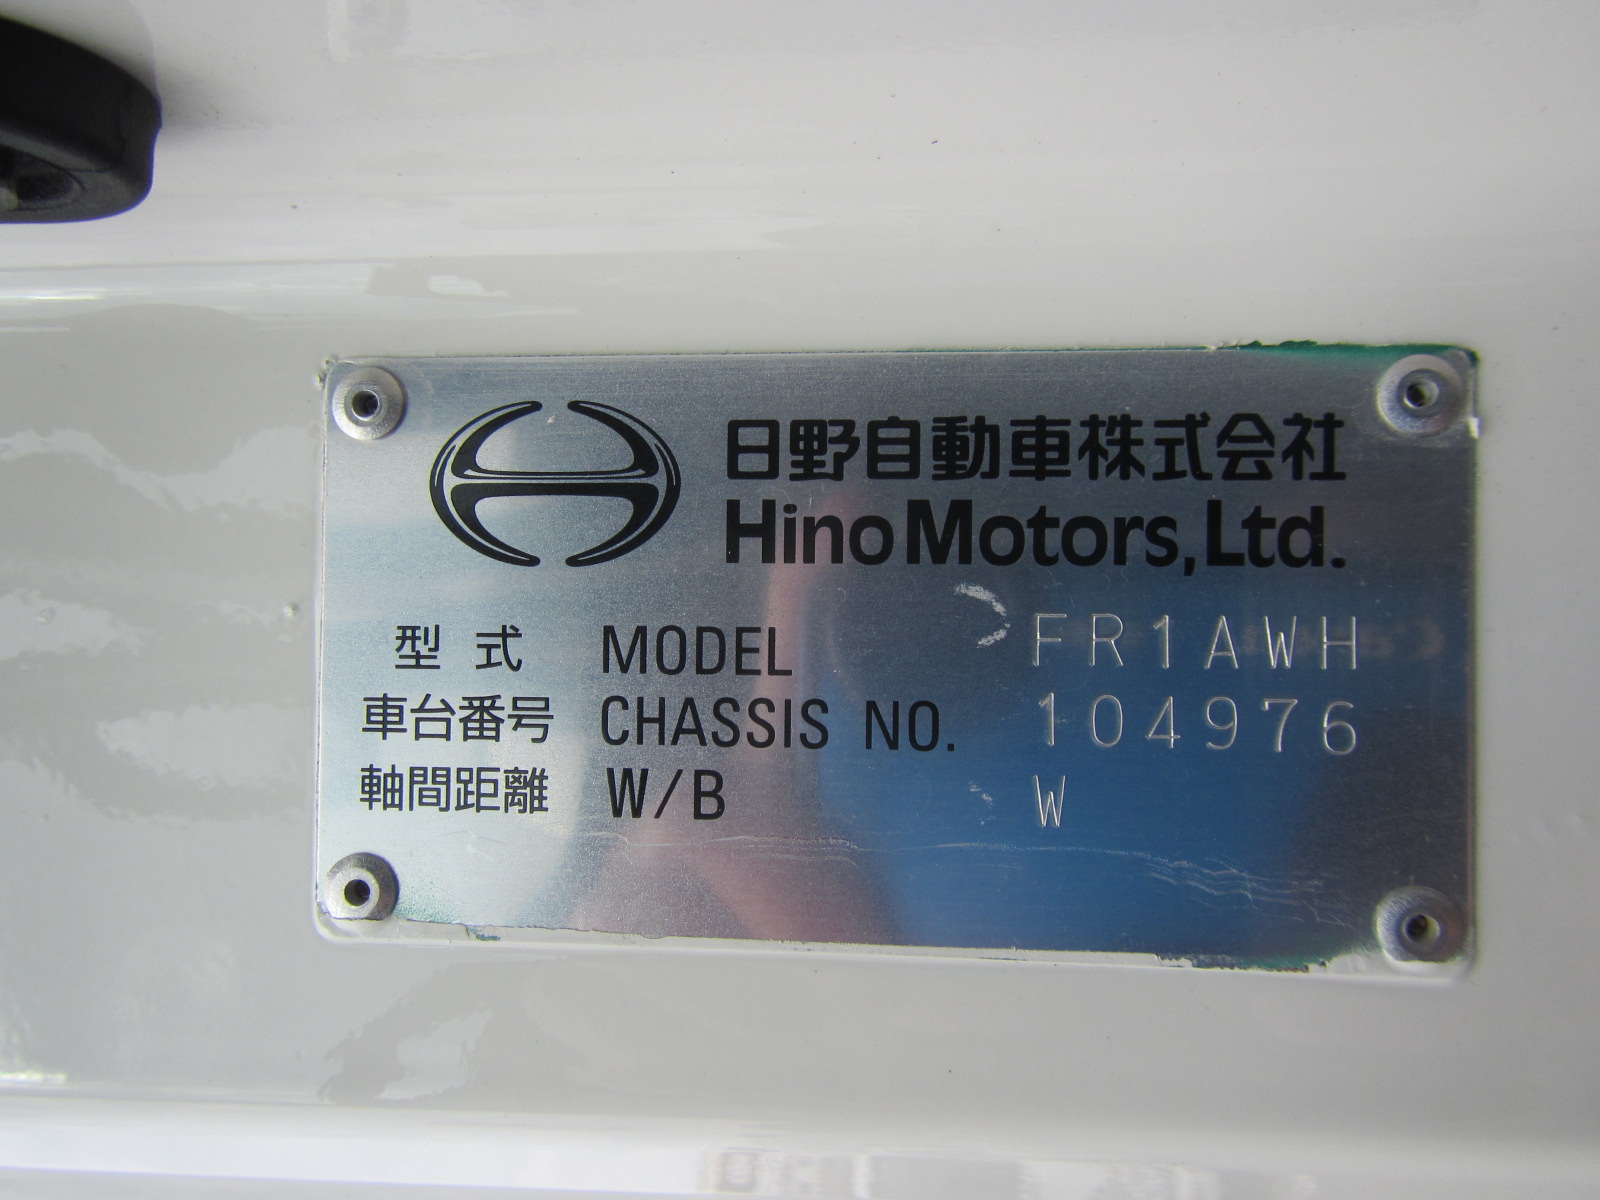 日野自動車株式会社
Hino Motors, Ltd.
型式 MODEL FR1AWH
車台番号 CHASSIS NO. 104976
軸間距離 W/B W